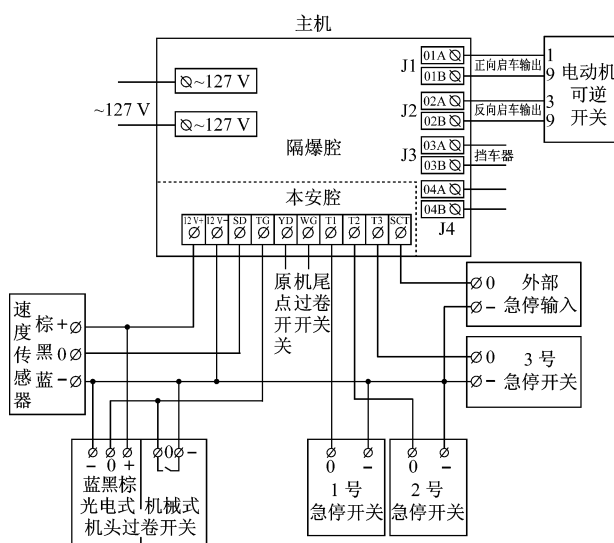 主机
~127 V
~127 V
~127 V
隔爆腔
本安腔
J1
01A
01B
正向启车输出
1
9
J2
02A
02B
反向启车输出
3
9
电动机
可逆
开关
J3
03A
03B
挡车器
04A
04B
J4
12 V+
12 V-
SD
TG
YD
WG
T1
T2
T3
SCT
原点开关
机尾过卷开关
速度传感器
棕+
黑0
蓝-
0 外部
- 急停输入
0 3 号
- 急停开关
- 0 +
蓝黑棕
光电式
机头过卷开关
0 -
机械式
0 -
1 号
急停开关
0 -
2 号
急停开关